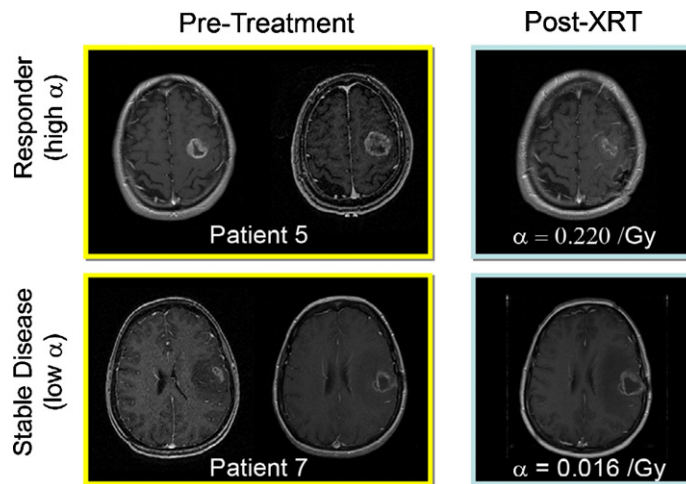 Pre-Treatment
Post-XRT
Responder
(high α)
Patient 5
α = 0.220 /Gy
Stable Disease
(low α)
Patient 7
α = 0.016 /Gy